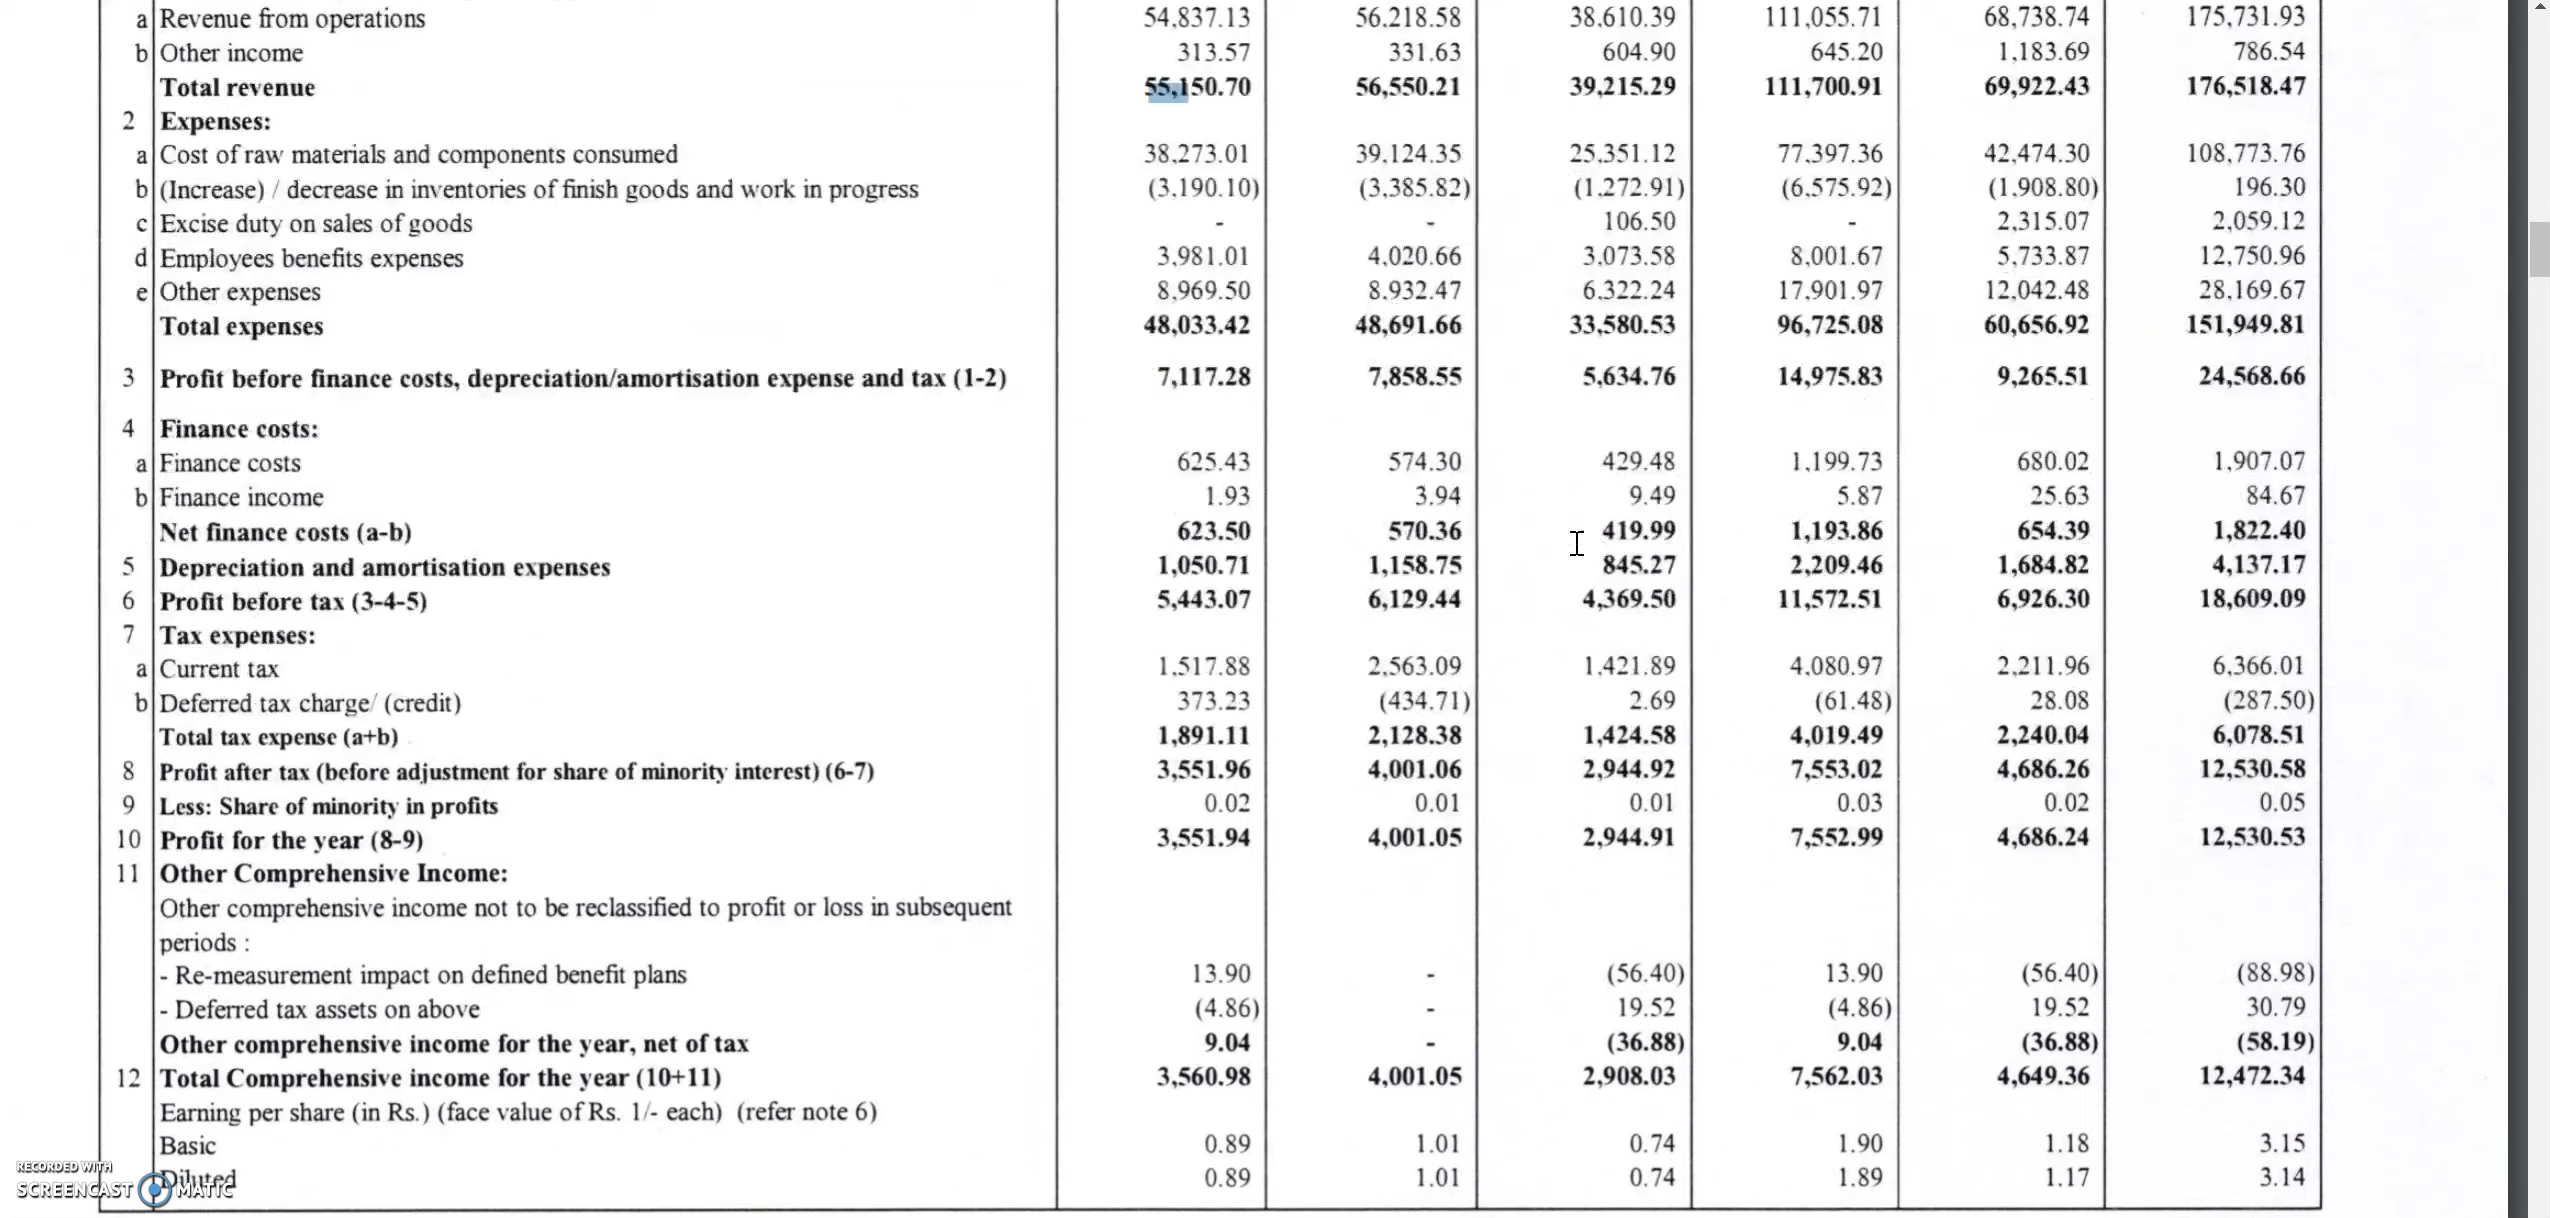 a Revenue from operations 54,837.13 56,218.58 38,610.39 111,055.71 68,738.74 175,731.93
b Other income 313.57 331.63 604.90 645.20 1,183.69 786.54
Total revenue 55,150.70 56,550.21 39,215.29 111,700.91 69,922.43 176,518.47
2 Expenses:
a Cost of raw materials and components consumed 38,273.01 39,124.35 25,351.12 77,397.36 42,474.30 108,773.76
b (Increase) / decrease in inventories of finish goods and work in progress (3,190.10) (3,385.82) (1,272.91) (6,575.92) (1,908.80) 196.30
c Excise duty on sales of goods - - 106.50 - 2,315.07 2,059.12
d Employees benefits expenses 3,981.01 4,020.66 3,073.58 8,001.67 5,733.87 12,750.96
e Other expenses 8,969.50 8,932.47 6,322.24 17,901.97 12,042.48 28,169.67
Total expenses 48,033.42 48,691.66 33,580.53 96,725.08 60,656.92 151,949.81
3 Profit before finance costs, depreciation/amortisation expense and tax (1-2) 7,117.28 7,858.55 5,634.76 14,975.83 9,265.51 24,568.66
4 Finance costs:
a Finance costs 625.43 574.30 429.48 1,199.73 680.02 1,907.07
b Finance income 1.93 3.94 9.49 5.87 25.63 84.67
Net finance costs (a-b) 623.50 570.36 419.99 1,193.86 654.39 1,822.40
5 Depreciation and amortisation expenses 1,050.71 1,158.75 845.27 2,209.46 1,684.82 4,137.17
6 Profit before tax (3-4-5) 5,443.07 6,129.44 4,369.50 11,572.51 6,926.30 18,609.09
7 Tax expenses:
a Current tax 1,517.88 2,563.09 1,421.89 4,080.97 2,211.96 6,366.01
b Deferred tax charge/ (credit) 373.23 (434.71) 2.69 (61.48) 28.08 (287.50)
Total tax expense (a+b) 1,891.11 2,128.38 1,424.58 4,019.49 2,240.04 6,078.51
8 Profit after tax (before adjustment for share of minority interest) (6-7) 3,551.96 4,001.06 2,944.92 7,553.02 4,686.26 12,530.58
9 Less: Share of minority in profits 0.02 0.01 0.01 0.03 0.02 0.05
10 Profit for the year (8-9) 3,551.94 4,001.05 2,944.91 7,552.99 4,686.24 12,530.53
11 Other Comprehensive Income:
Other comprehensive income not to be reclassified to profit or loss in subsequent
periods :
- Re-measurement impact on defined benefit plans 13.90 - (56.40) 13.90 (56.40) (88.98)
- Deferred tax assets on above (4.86) - 19.52 (4.86) 19.52 30.79
Other comprehensive income for the year, net of tax 9.04 - (36.88) 9.04 (36.88) (58.19)
12 Total Comprehensive income for the year (10+11) 3,560.98 4,001.05 2,908.03 7,562.03 4,649.36 12,472.34
Earning per share (in Rs.) (face value of Rs. 1/- each) (refer note 6)
Basic 0.89 1.01 0.74 1.90 1.18 3.15
Diluted 0.89 1.01 0.74 1.89 1.17 3.14
RECORDED WITH
SCREENCAST MATIC